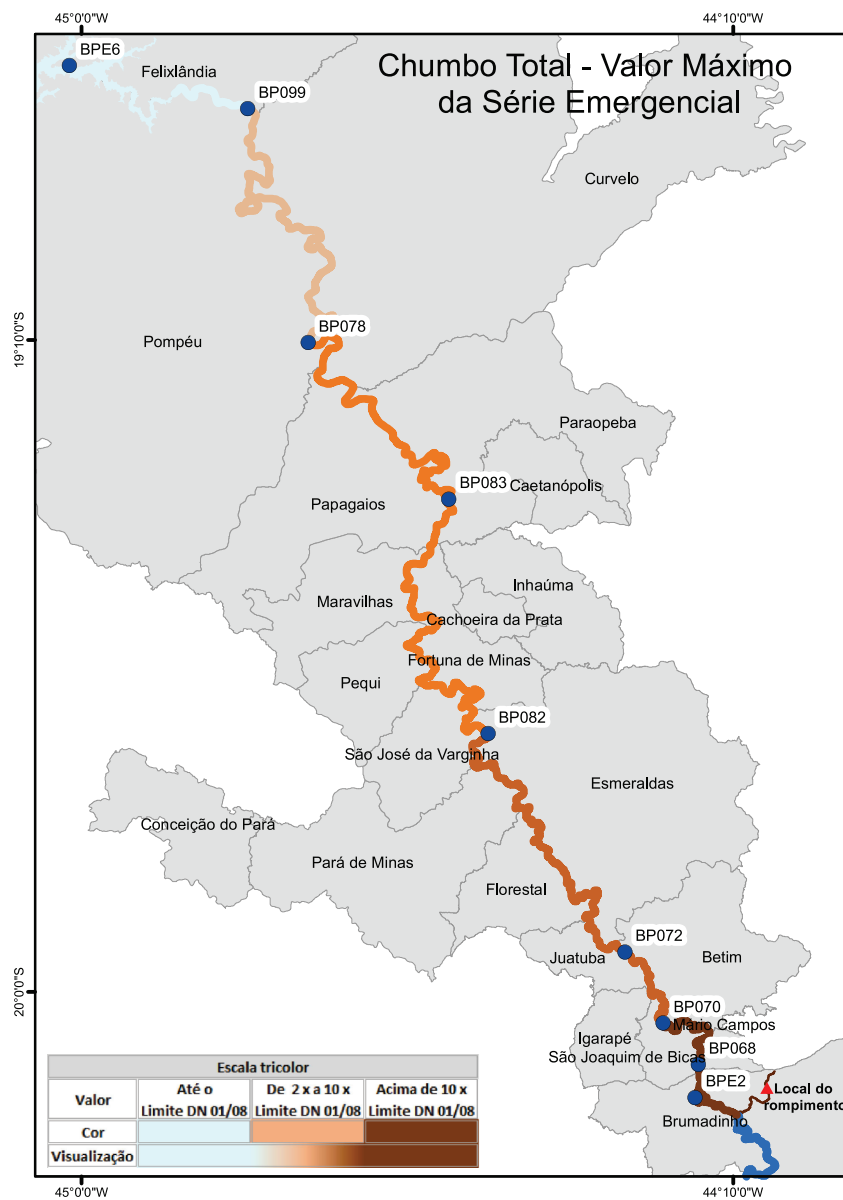 45°0'0"W
44°10'0"W
BPE6
Felixlândia
Chumbo Total - Valor Máximo
da Série Emergencial
BP099
Curvelo
19°10'0"S
BP078
Pompéu
Paraopeba
BP083
Caetanópolis
Papagaios
Inhaúma
Maravilhas
Cachoeira da Prata
Fortuna de Minas
Pequi
BP082
São José da Varginha
Esmeraldas
Conceição do Pará
Pará de Minas
Florestal
BP072
Juatuba
Betim
20°0'0"S
BP070
Mario Campos
Igarapé
São Joaquim de Bicas
BP068
BPE2
Local do
rompimento
Brumadinho
Escala tricolor
Valor
Até o
Limite DN 01/08
De 2 x a 10 x
Limite DN 01/08
Acima de 10 x
Limite DN 01/08
Cor
Visualização
45°0'0"W
44°10'0"W